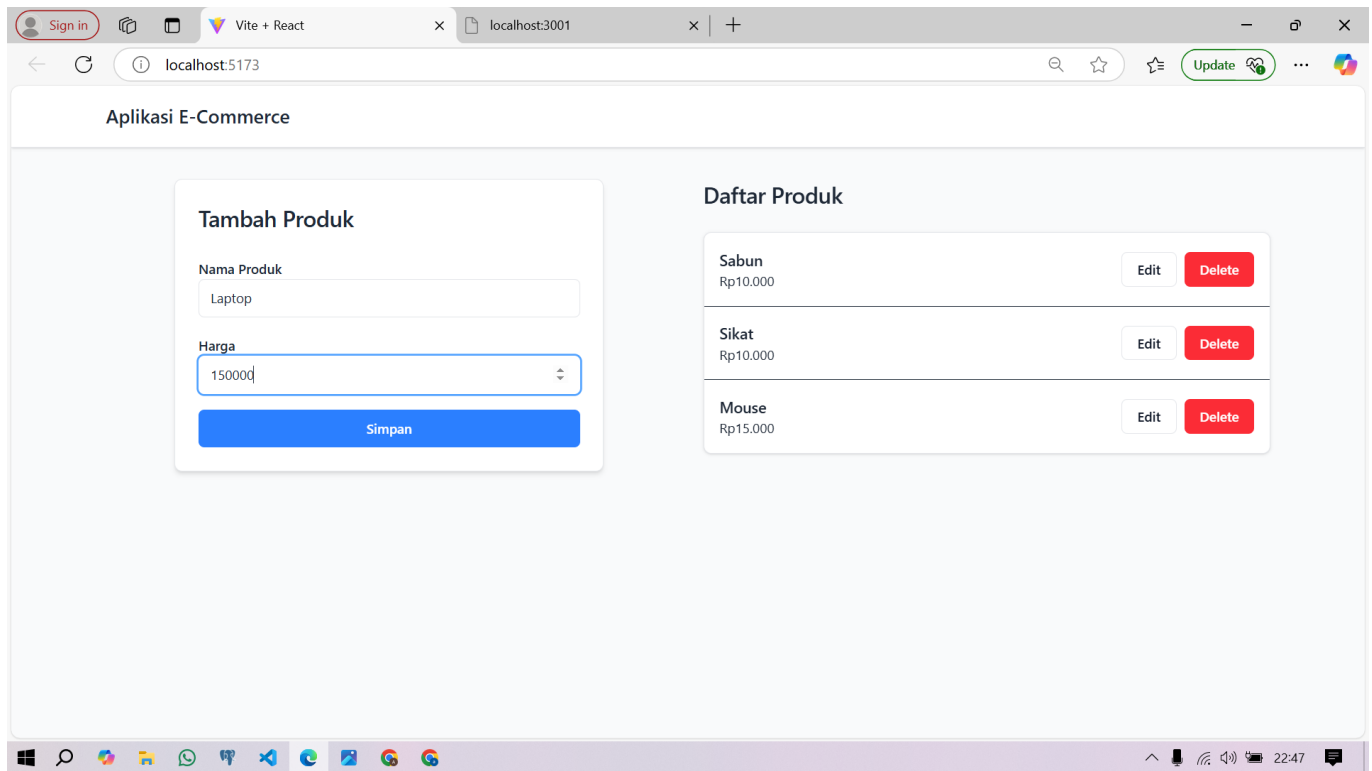 Sign in
Vite + React
localhost:3001
localhost:5173
Update
Aplikasi E-Commerce
Tambah Produk
Nama Produk
Laptop
Harga
150000
Simpan
Daftar Produk
Sabun
Rp10.000
Edit
Delete
Sikat
Rp10.000
Edit
Delete
Mouse
Rp15.000
Edit
Delete
22:47